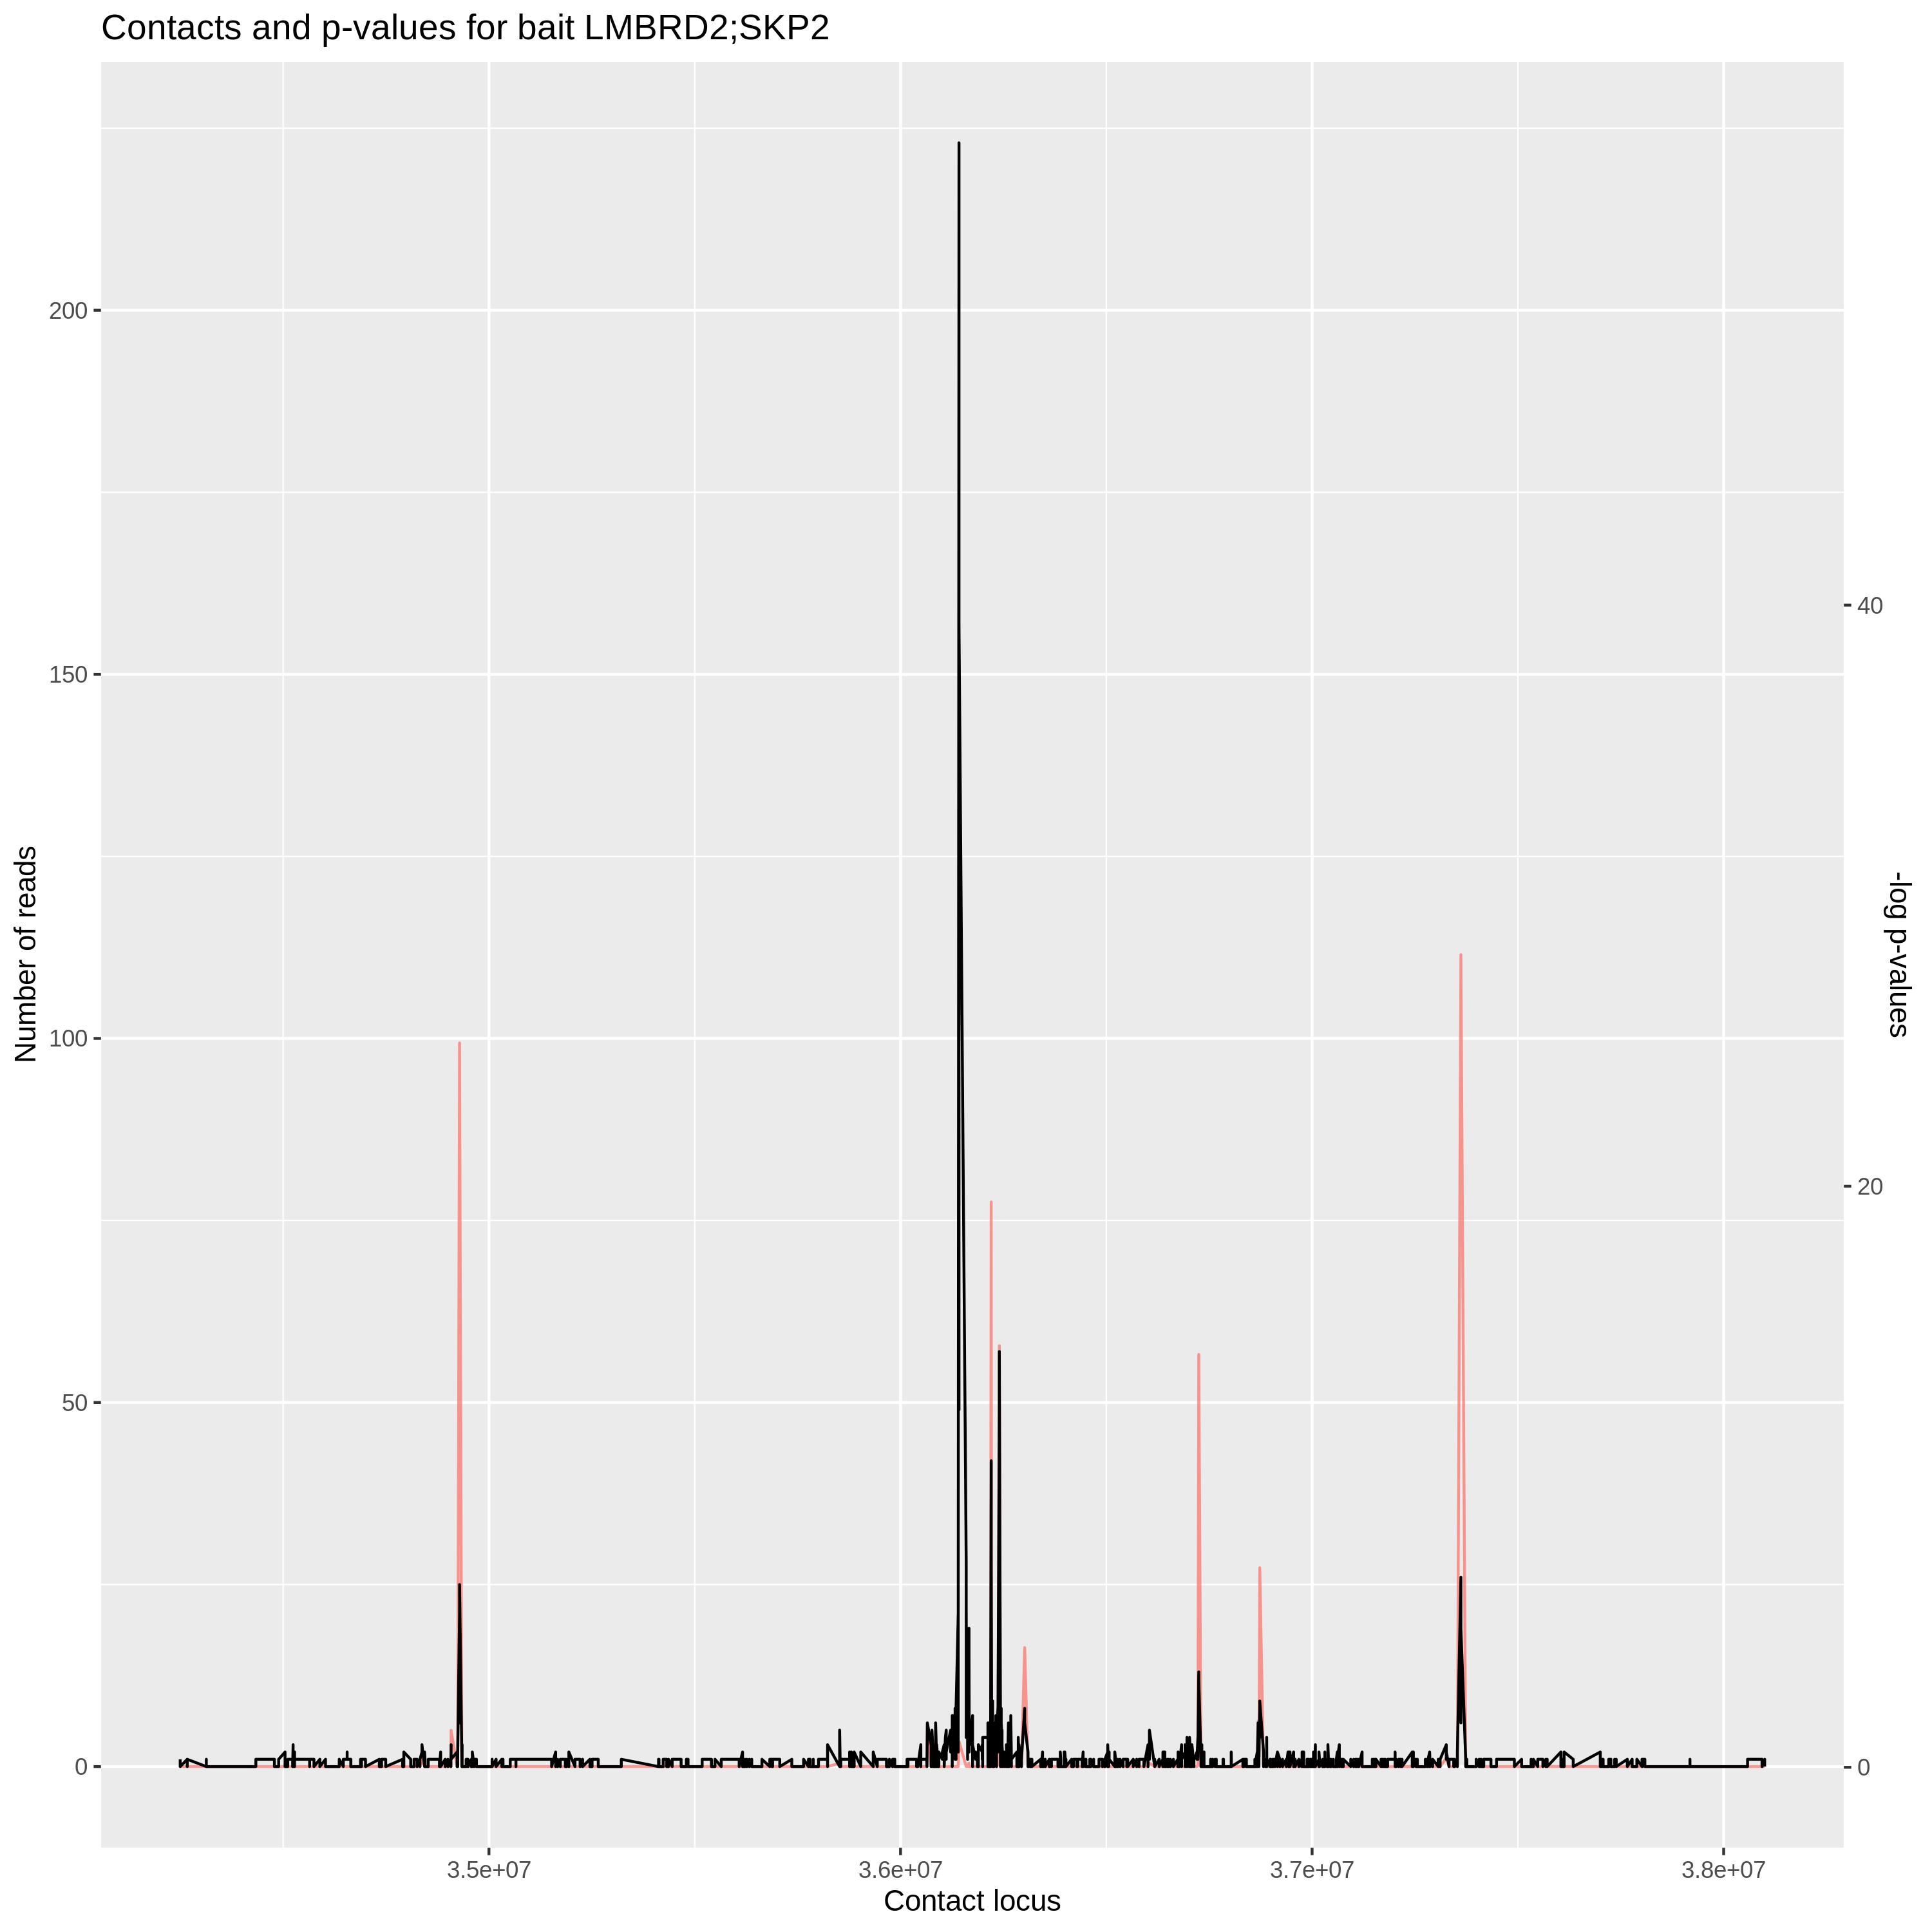 Contacts and p-values for bait LMBRD2;SKP2
Number of reads
200
150
100
50
0
40
20
0
-log p-values
3.5e+07
3.6e+07
3.7e+07
3.8e+07
Contact locus